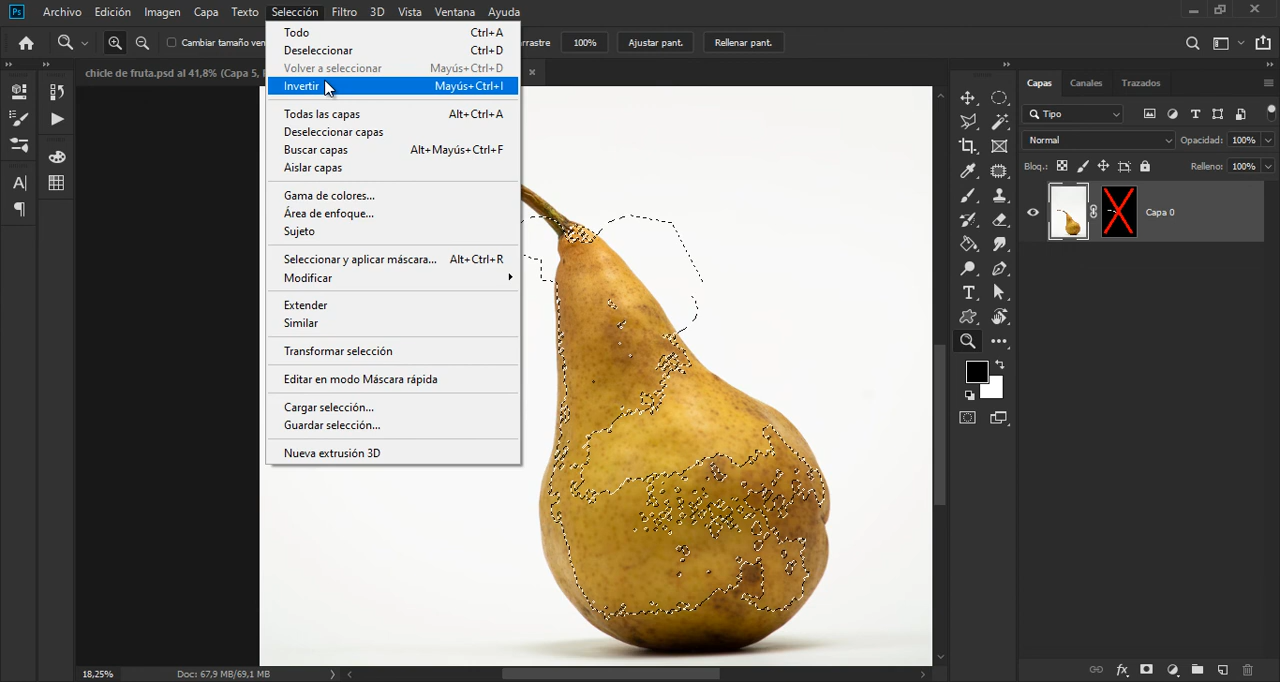 Ps Archivo Edición Imagen Capa Texto Selección Filtro 3D Vista Ventana Ayuda
Cambiar tamaño ven
rrastre 100% Ajustar pant. Rellenar pant.
chicle de fruta.psd al 41,8% (Capa 5,
Todo Ctrl+A
Deseleccionar Ctrl+D
Volver a seleccionar Mayús+Ctrl+D
Invertir Mayús+Ctrl+I
Todas las capas Alt+Ctrl+A
Deseleccionar capas
Buscar capas Alt+Mayús+Ctrl+F
Aislar capas
Gama de colores...
Área de enfoque...
Sujeto
Seleccionar y aplicar máscara... Alt+Ctrl+R
Modificar
Extender
Similar
Transformar selección
Editar en modo Máscara rápida
Cargar selección...
Guardar selección...
Nueva extrusión 3D
Capas Canales Trazados
Tipo
Normal Opacidad: 100%
Bloq.: Relleno: 100%
Capa 0
18,25% Doc: 67,9 MB/69,1 MB